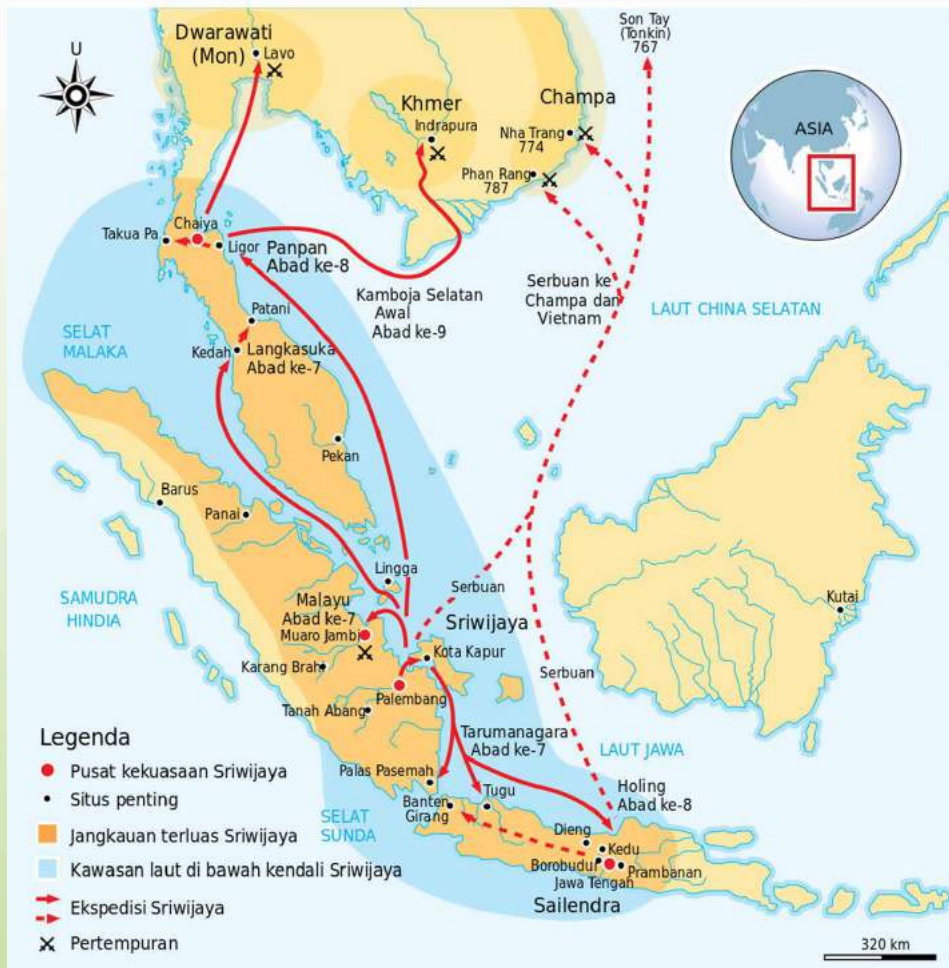 Son Tay
(Tonkin)
767
Dwarawati
(Mon)
Lavo
U
Khmer
Indrapura
Champa
Nha Trang
774
Phan Rang
787
ASIA
Chaiya
Takua Pa
Ligor
Panpan
Abad ke-8
Kamboja Selatan
Awal
Abad ke-9
Serbuan ke
Champa dan
Vietnam
LAUT CHINA SELATAN
Patani
SELAT
MALAKA
Kedah
Langkasuka
Abad ke-7
Pekan
Barus
Panai
Lingga
Serbuan
SAMUDRA
HINDIA
Malayu
Abad ke-7
Muaro Jambi
Sriwijaya
Kutai
Kota Kapur
Karang Brahi
Serbuan
Palembang
Tanah Abang
Tarumanagara
Abad ke-7
LAUT JAWA
Legenda
Pusat kekuasaan Sriwijaya
Situs penting
Jangkauan terluas Sriwijaya
Kawasan laut di bawah kendali Sriwijaya
Ekspedisi Sriwijaya
Pertempuran
Palas Pasemah
SELAT
SUNDA
Banten
Girang
Tugu
Holing
Abad ke-8
Dieng
Kedu
Borobudur
Prambanan
Jawa Tengah
Sailendra
320 km